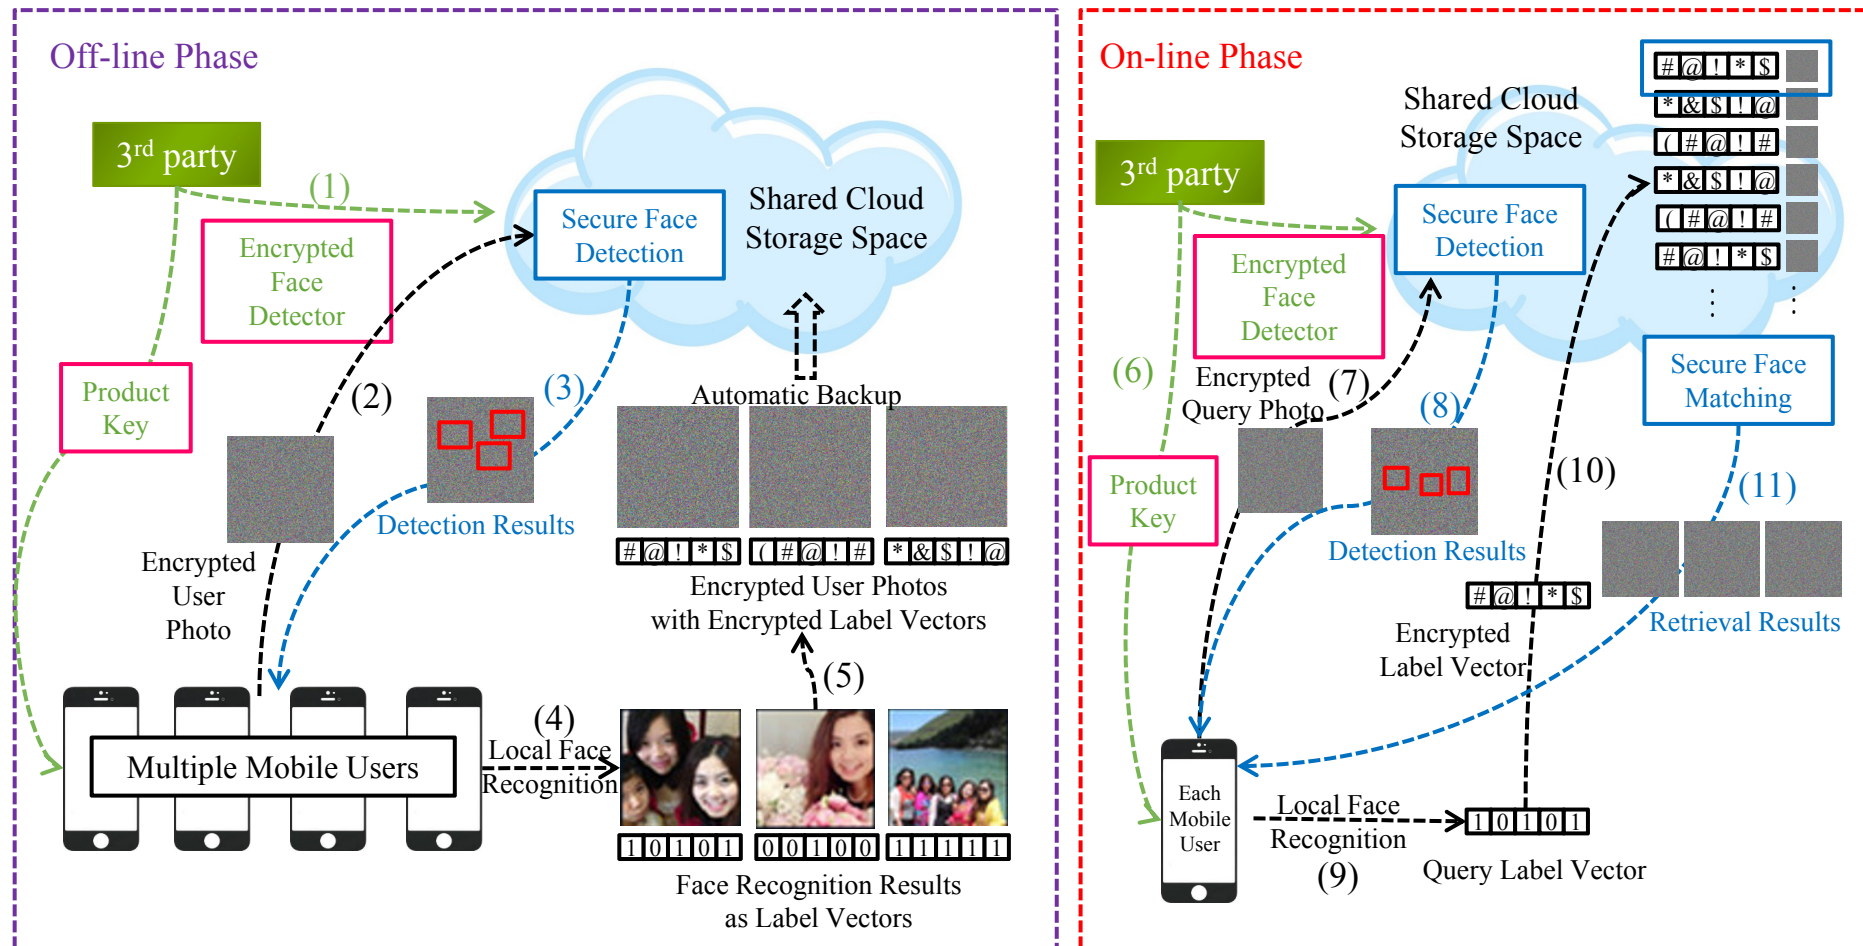 Off-line Phase
3rd party
(1)
Encrypted
Face
Detector
Secure Face
Detection
Shared Cloud
Storage Space
Product
Key
(2)
(3)
Automatic Backup
Detection Results
Encrypted
User
Photo
#@!*$
(#@!#
*&$!@
Encrypted User Photos
with Encrypted Label Vectors
(5)
(4)
Local Face
Recognition
Multiple Mobile Users
10101
00100
11111
Face Recognition Results
as Label Vectors
On-line Phase
3rd party
Shared Cloud
Storage Space
#@!*$
*&$!@
(#@!#
*&$!@
(#@!#
#@!*$
Secure Face
Detection
Encrypted
Face
Detector
(6)
Encrypted
Query Photo
(7)
(8)
Secure Face
Matching
Product
Key
(10)
(11)
Detection Results
#@!*$
Encrypted
Label Vector
Retrieval Results
Each
Mobile
User
Local Face
Recognition
(9)
10101
Query Label Vector